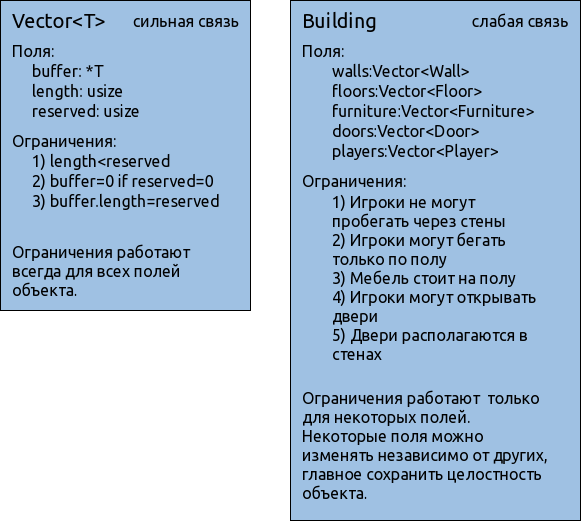 Vector<T> сильная связь
Поля:
buffer: *T
length: usize
reserved: usize
Ограничения:
1) length<reserved
2) buffer=0 if reserved=0
3) buffer.length=reserved
Ограничения работают
всегда для всех полей
объекта.
Building слабая связь
Поля:
walls:Vector<Wall>
floors:Vector<Floor>
furniture:Vector<Furniture>
doors:Vector<Door>
players:Vector<Player>
Ограничения:
1) Игроки не могут
пробегать через стены
2) Игроки могут бегать
только по полу
3) Мебель стоит на полу
4) Игроки могут открывать
двери
5) Двери располагаются в
стенах
Ограничения работают только
для некоторых полей.
Некоторые поля можно
изменять независимо от других,
главное сохранить целостность
объекта.